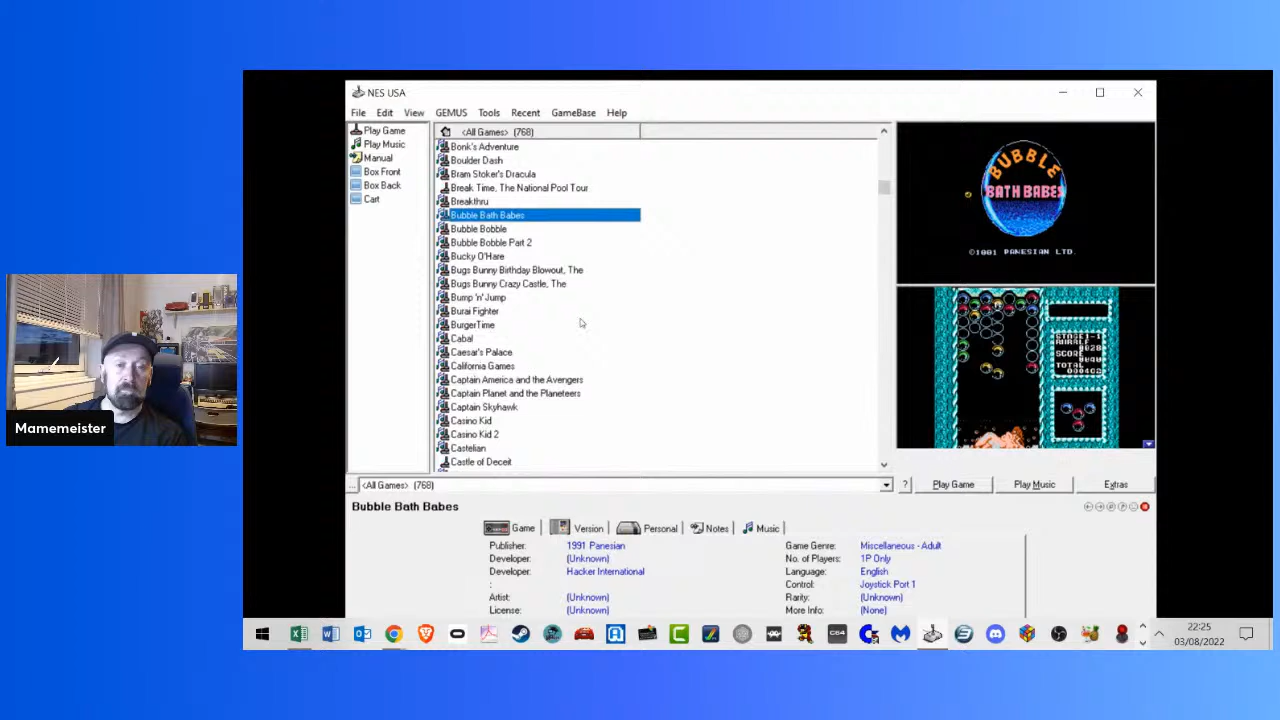 NES USA
File Edit View GEMUS Tools Recent GameBase Help
Play Game
Play Music
Manual
Box Front
Box Back
Cart
<All Games> (768)
Bonk's Adventure
Boulder Dash
Bram Stoker's Dracula
Break Time, The National Pool Tour
Breakthru
Bubble Bath Babes
Bubble Bobble
Bubble Bobble Part 2
Bucky O'Hare
Bugs Bunny Birthday Blowout, The
Bugs Bunny Crazy Castle, The
Bump 'n' Jump
Burai Fighter
BurgerTime
Cabal
Caesar's Palace
California Games
Captain America and the Avengers
Captain Planet and the Planeteers
Captain Skyhawk
Casino Kid
Casino Kid 2
Castelian
Castle of Deceit
BUBBLE
BATH BABES
©1991 PANESIAN LTD.
STAGE1-1
SCORE
TOTAL
Mamemeister
... <All Games> (768) ? Play Game Play Music Extras
Bubble Bath Babes
Game Version Personal Notes Music
Publisher: 1991 Panesian Game Genre: Miscellaneous - Adult
Developer: (Unknown) No. of Players: 1P Only
Developer: Hacker International Language: English
: Control: Joystick Port 1
Artist: (Unknown) Rarity: (Unknown)
License: (Unknown) More Info: (None)
C64
22:25
03/08/2022